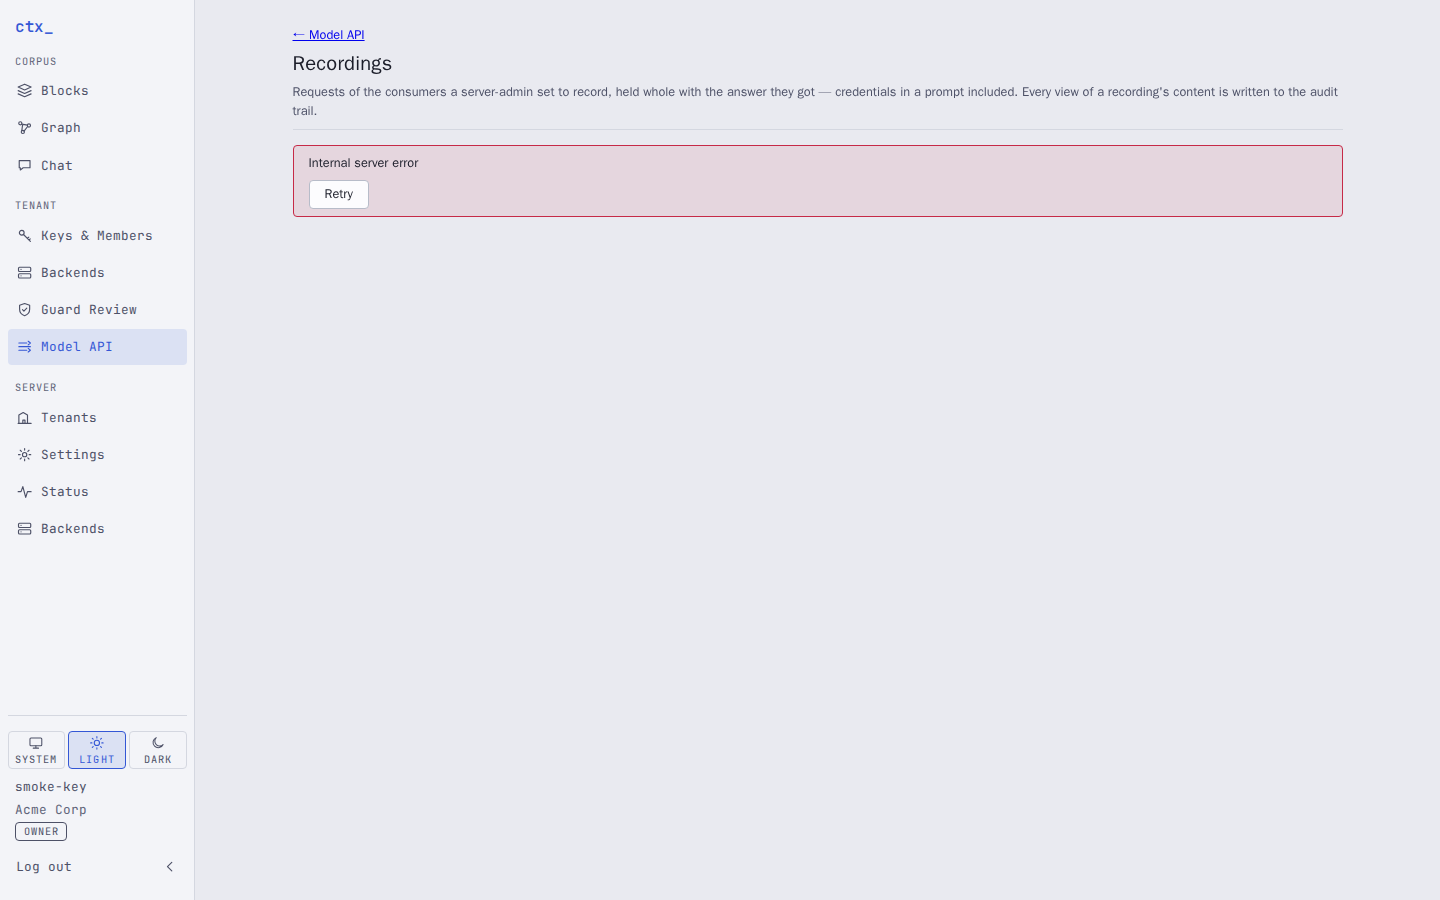 ctx_
CORPUS
Blocks
Graph
Chat
TENANT
Keys & Members
Backends
Guard Review
Model API
SERVER
Tenants
Settings
Status
Backends
SYSTEM
LIGHT
DARK
smoke-key
Acme Corp
OWNER
Log out
← Model API
Recordings
Requests of the consumers a server-admin set to record, held whole with the answer they got — credentials in a prompt included. Every view of a recording's content is written to the audit
trail.
Internal server error
Retry